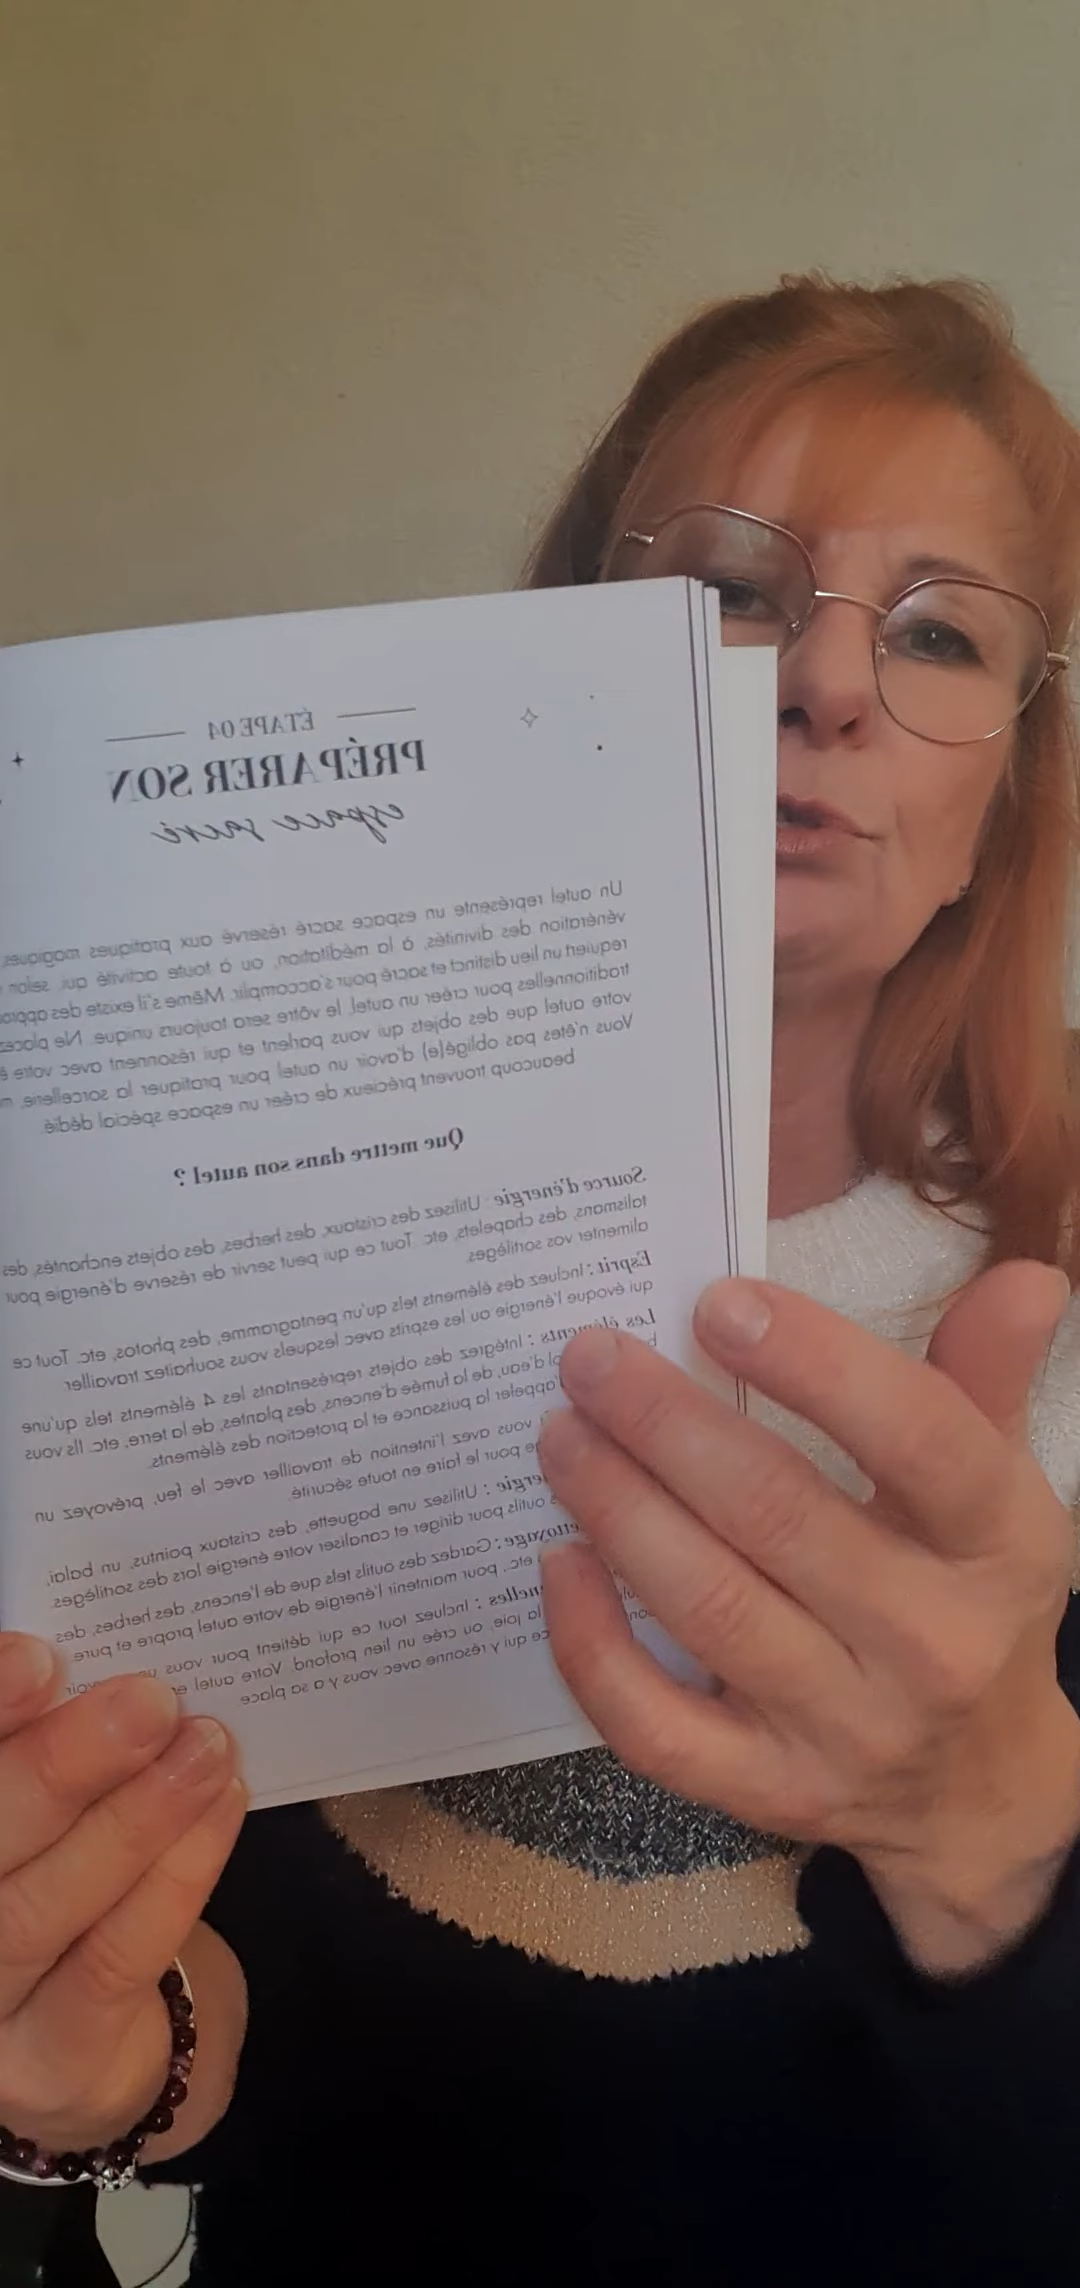 ÉTAPE 04
PRÉPARER SON
espace sacré
Un autel représente un espace sacré réservé aux pratiques magiques,
vénération des divinités, à la méditation, ou à toute activité qui, selon
requiert un lieu distinct et sacré pour s'accomplir. Même s'il existe des
traditionnelles pour créer un autel, le vôtre sera toujours unique. Ne placez
votre autel que des objets qui vous parlent et qui résonnent avec votre
Vous n'êtes pas obligé(e) d'avoir un autel pour pratiquer la sorcellerie,
beaucoup trouvent précieux de créer un espace spécial dédié.
Que mettre dans son autel ?
Source d'énergie : Utilisez des cristaux, des herbes, des objets enchantés, des
talismans, des chapelets, etc. Tout ce qui peut servir de réserve d'énergie pour
alimenter vos sortilèges.
Esprit : Incluez des éléments tels qu'un pentagramme, des photos, etc. Tout ce
qui évoque l'énergie ou les esprits avec lesquels vous souhaitez travailler
Les éléments : Intégrez des objets représentants les 4 éléments tels qu'une
d'eau, de la fumée d'encens, des plantes, de la terre, etc. Ils vous
d'appeler la puissance et la protection des éléments.
vous avez l'intention de travailler avec le feu, prévoyez un
pour le faire en toute sécurité.
: Utilisez une baguette, des cristaux pointus, un balai,
outils pour diriger et canaliser votre énergie lors des sortilèges.
: Gardez des outils tels que de l'encens, des herbes, des
etc., pour maintenir l'énergie de votre autel propre et pure
: Incluez tout ce qui détient pour vous
la joie, ou crée un lien profond. Votre autel
ce qui y résonne avec vous y a sa place